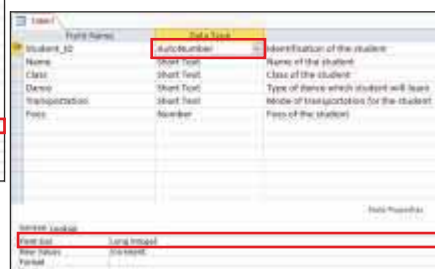 Table1
Field Name Data Type
Student_ID AutoNumber Identification of the student
Name Short Text Name of the student
Class Short Text Class of the student
Dance Short Text Type of dance which student will learn
Transportation Short Text Mode of transportation for the student
Fees Number Fees of the student
Field Properties
General Lookup
Field Size Long Integer
New Values Increment
Format